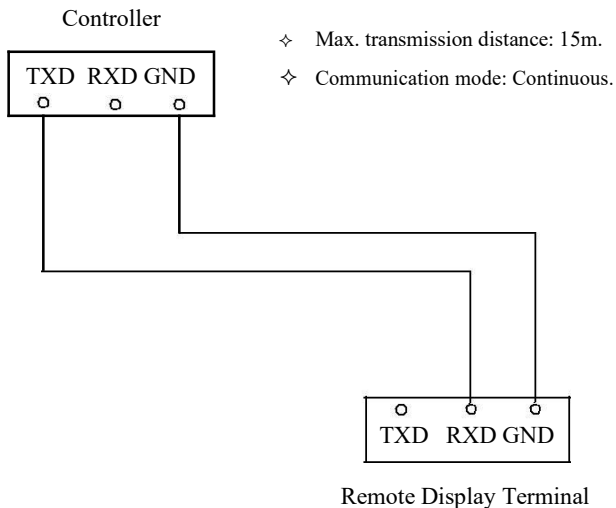 Controller
✧ Max. transmission distance: 15m.
TXD RXD GND
✧ Communication mode: Continuous.
TXD RXD GND
Remote Display Terminal